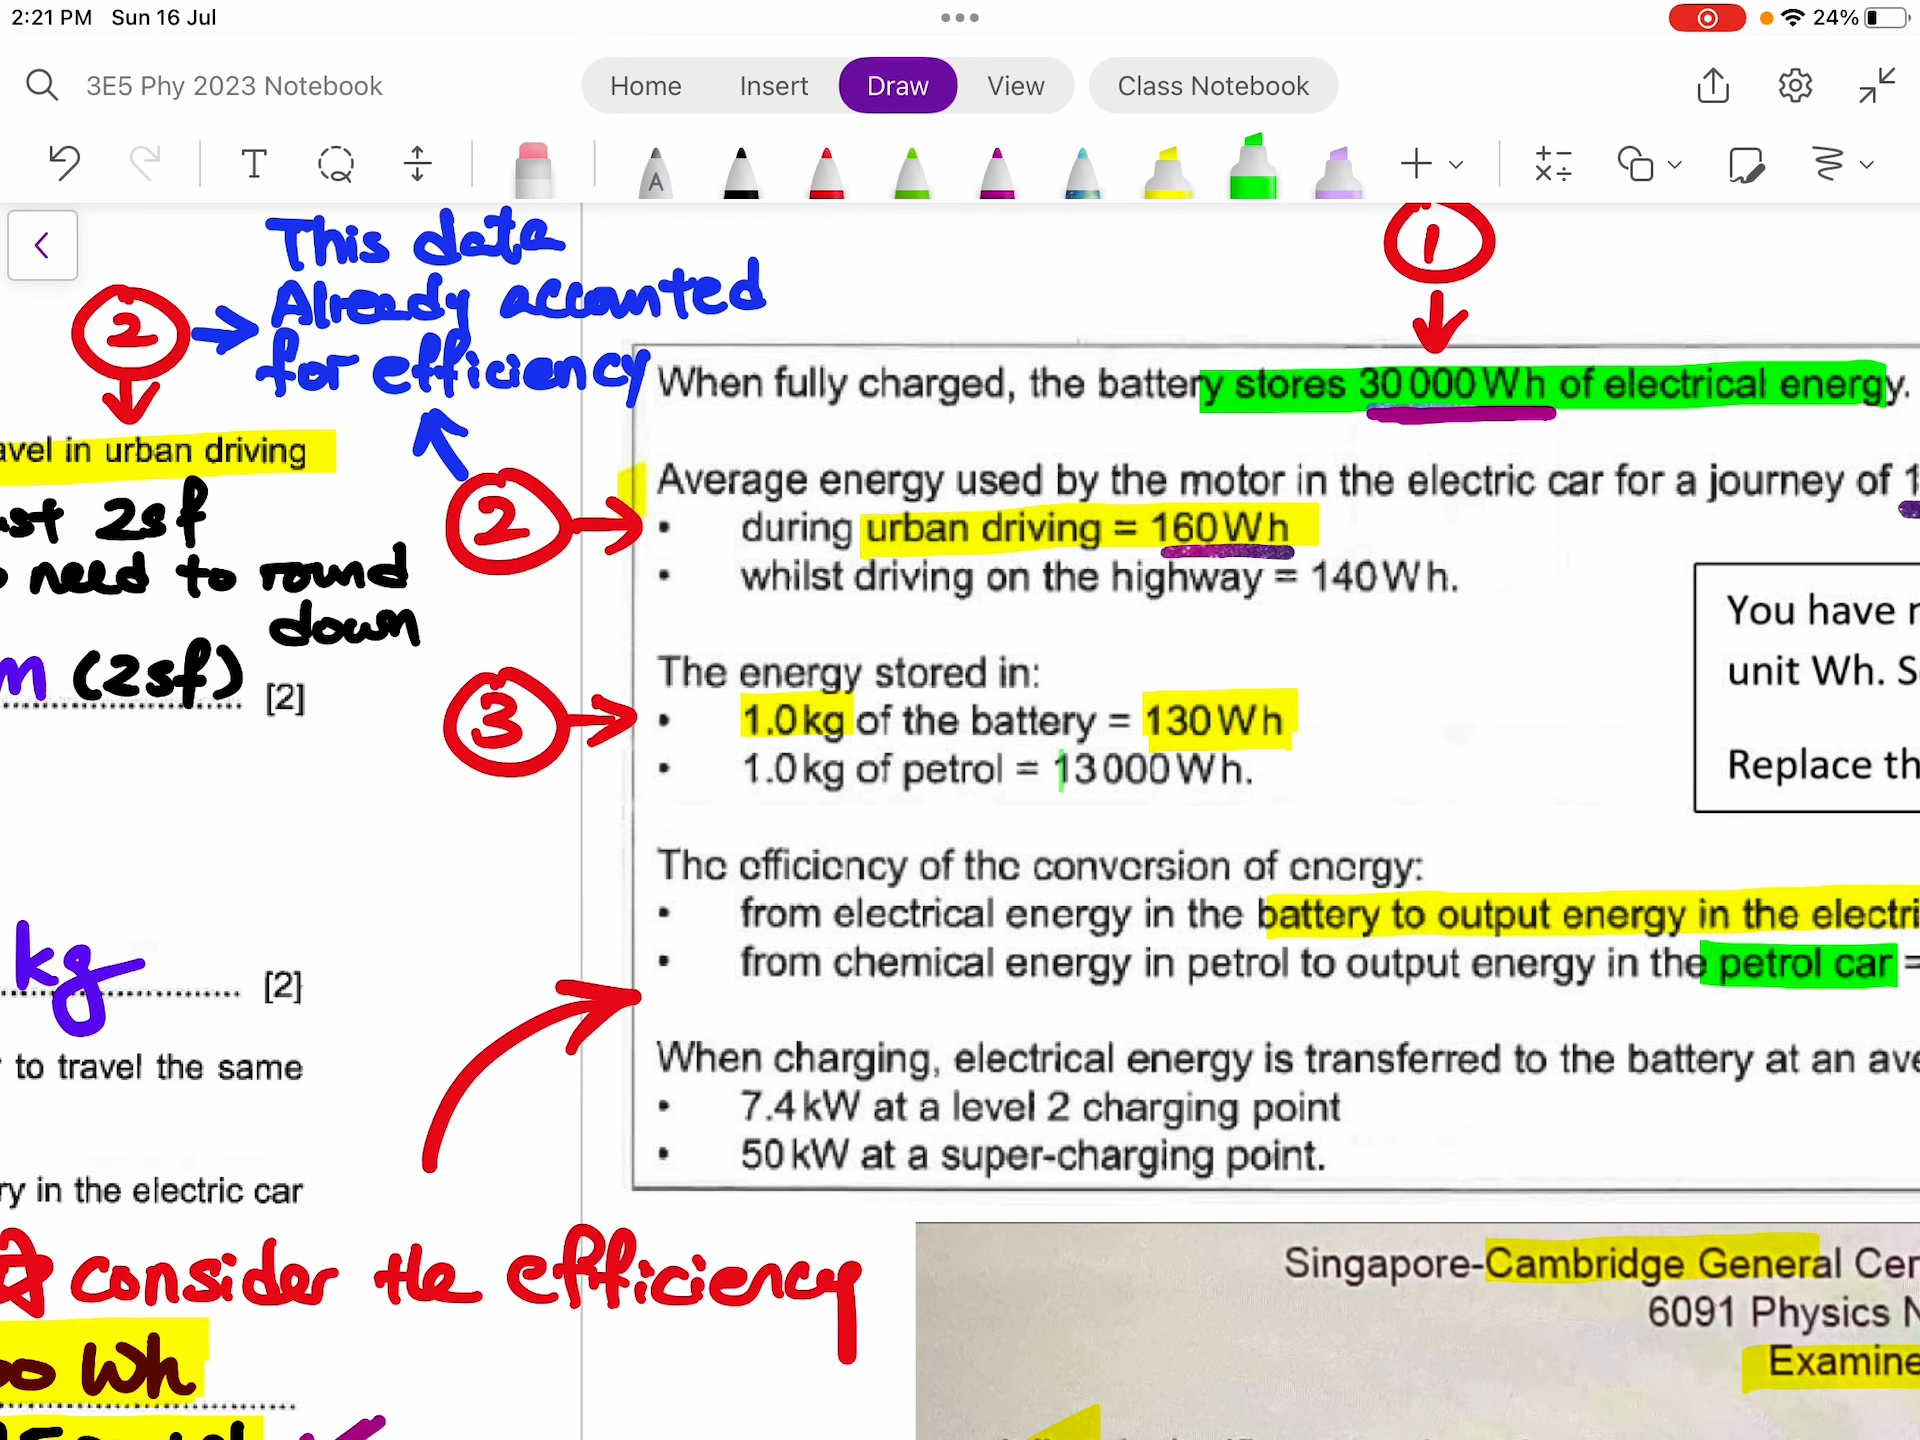 2:21 PM Sun 16 Jul
24%
3E5 Phy 2023 Notebook
Home Insert Draw View Class Notebook
T
A
This data
Already accounted
for efficiency
2
1
When fully charged, the battery stores 30 000 Wh of electrical energy.
avel in urban driving
Average energy used by the motor in the electric car for a journey of 1
2
• during urban driving = 160 Wh
• whilst driving on the highway = 140 Wh.
2sf
need to round
down
m (2sf) [2]
The energy stored in:
3
• 1.0 kg of the battery = 130 Wh
• 1.0 kg of petrol = 13 000 Wh.
You have
unit Wh.
Replace th
The efficiency of the conversion of energy:
• from electrical energy in the battery to output energy in the electri
• from chemical energy in petrol to output energy in the petrol car =
kg [2]
When charging, electrical energy is transferred to the battery at an ave
• 7.4 kW at a level 2 charging point
• 50 kW at a super-charging point.
to travel the same
ry in the electric car
consider the efficiency
Wh
Singapore-Cambridge General Cer
6091 Physics
Examine